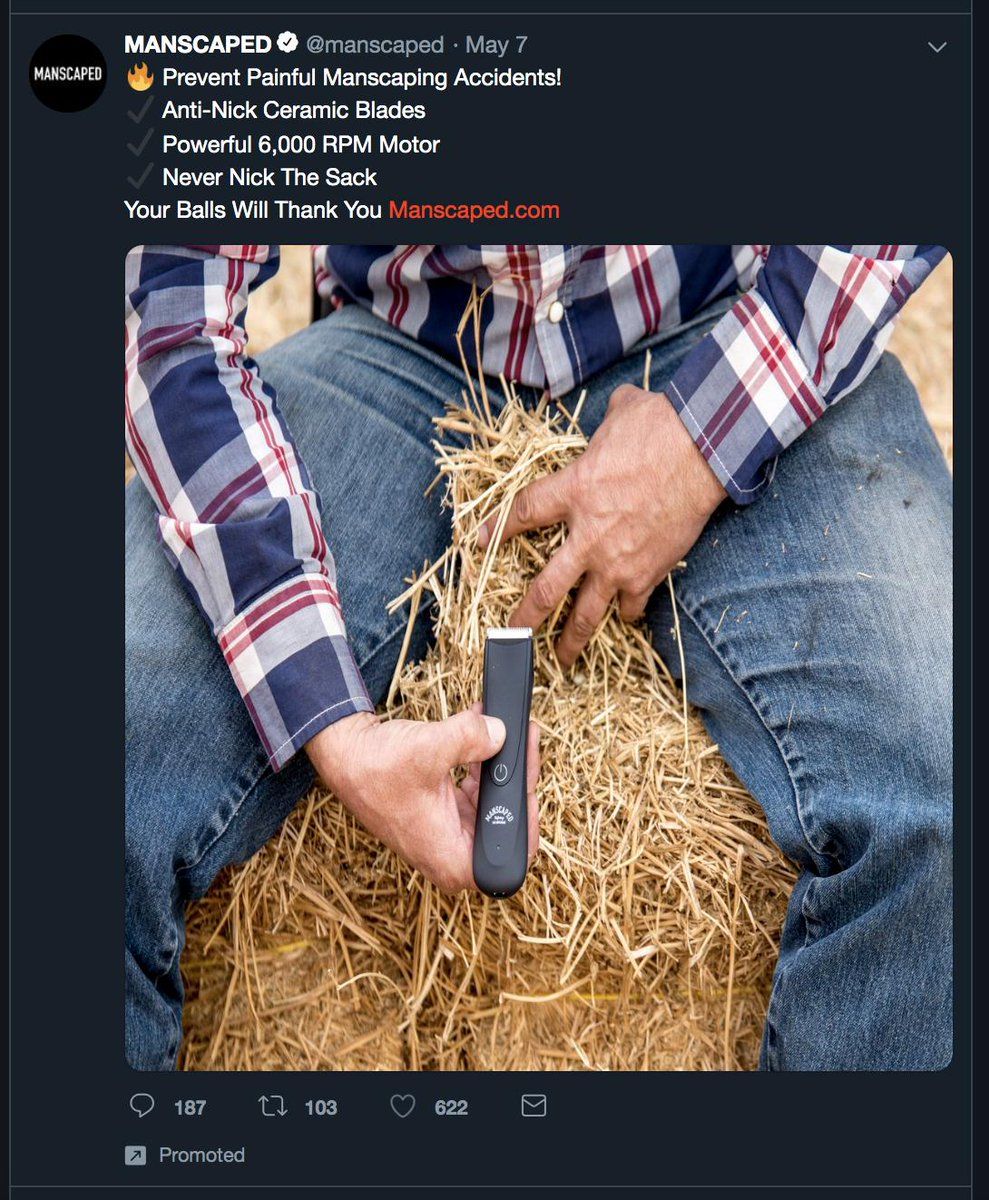 MANSCAPED
MANSCAPED @manscaped · May 7
🔥 Prevent Painful Manscaping Accidents!
✔ Anti-Nick Ceramic Blades
✔ Powerful 6,000 RPM Motor
✔ Never Nick The Sack
Your Balls Will Thank You Manscaped.com
MANSCAPED
187 103 622
Promoted